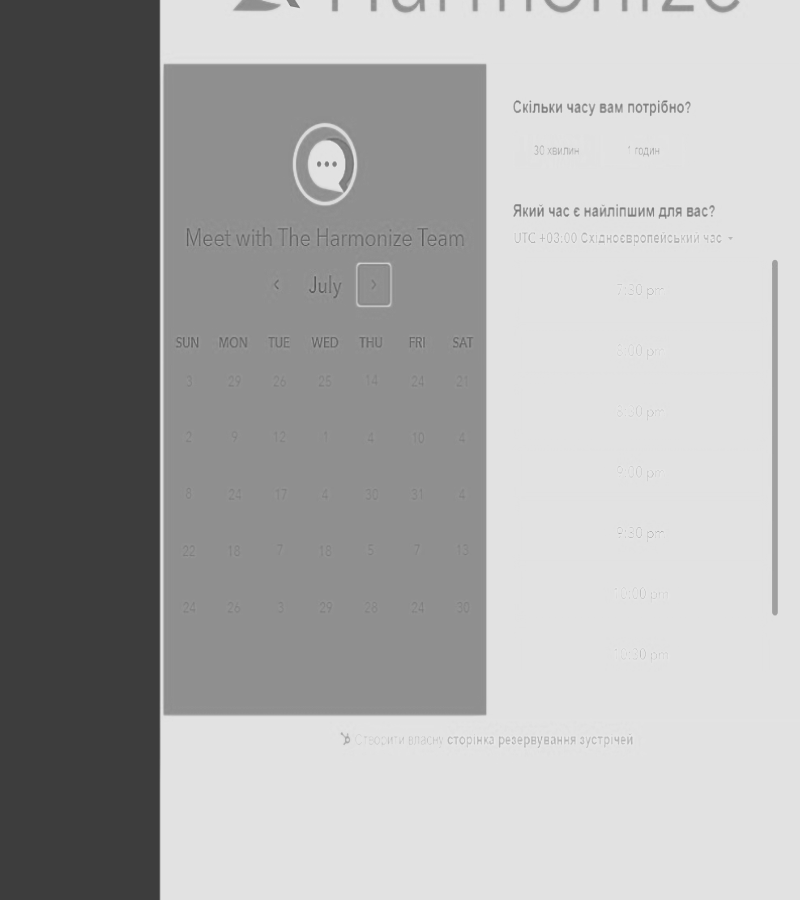 Harmonize
Meet with The Harmonize Team
July
SUN MON TUE WED THU FRI SAT
3 29 26 25 14 24 21
2 9 12 1 4 10 4
8 24 17 4 30 31 4
22 18 7 18 5 7 13
24 26 3 29 28 24 30
Скільки часу вам потрібно?
30 хвилин 1 годин
Який час є найліпшим для вас?
UTC +03:00 Східноєвропейський час
7:30 pm
8:00 pm
8:30 pm
9:00 pm
9:30 pm
10:00 pm
10:30 pm
Створити власну сторінка резервування зустрічей